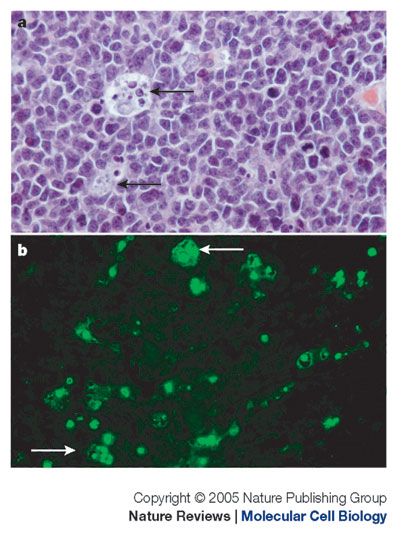 a
b
Copyright © 2005 Nature Publishing Group
Nature Reviews | Molecular Cell Biology